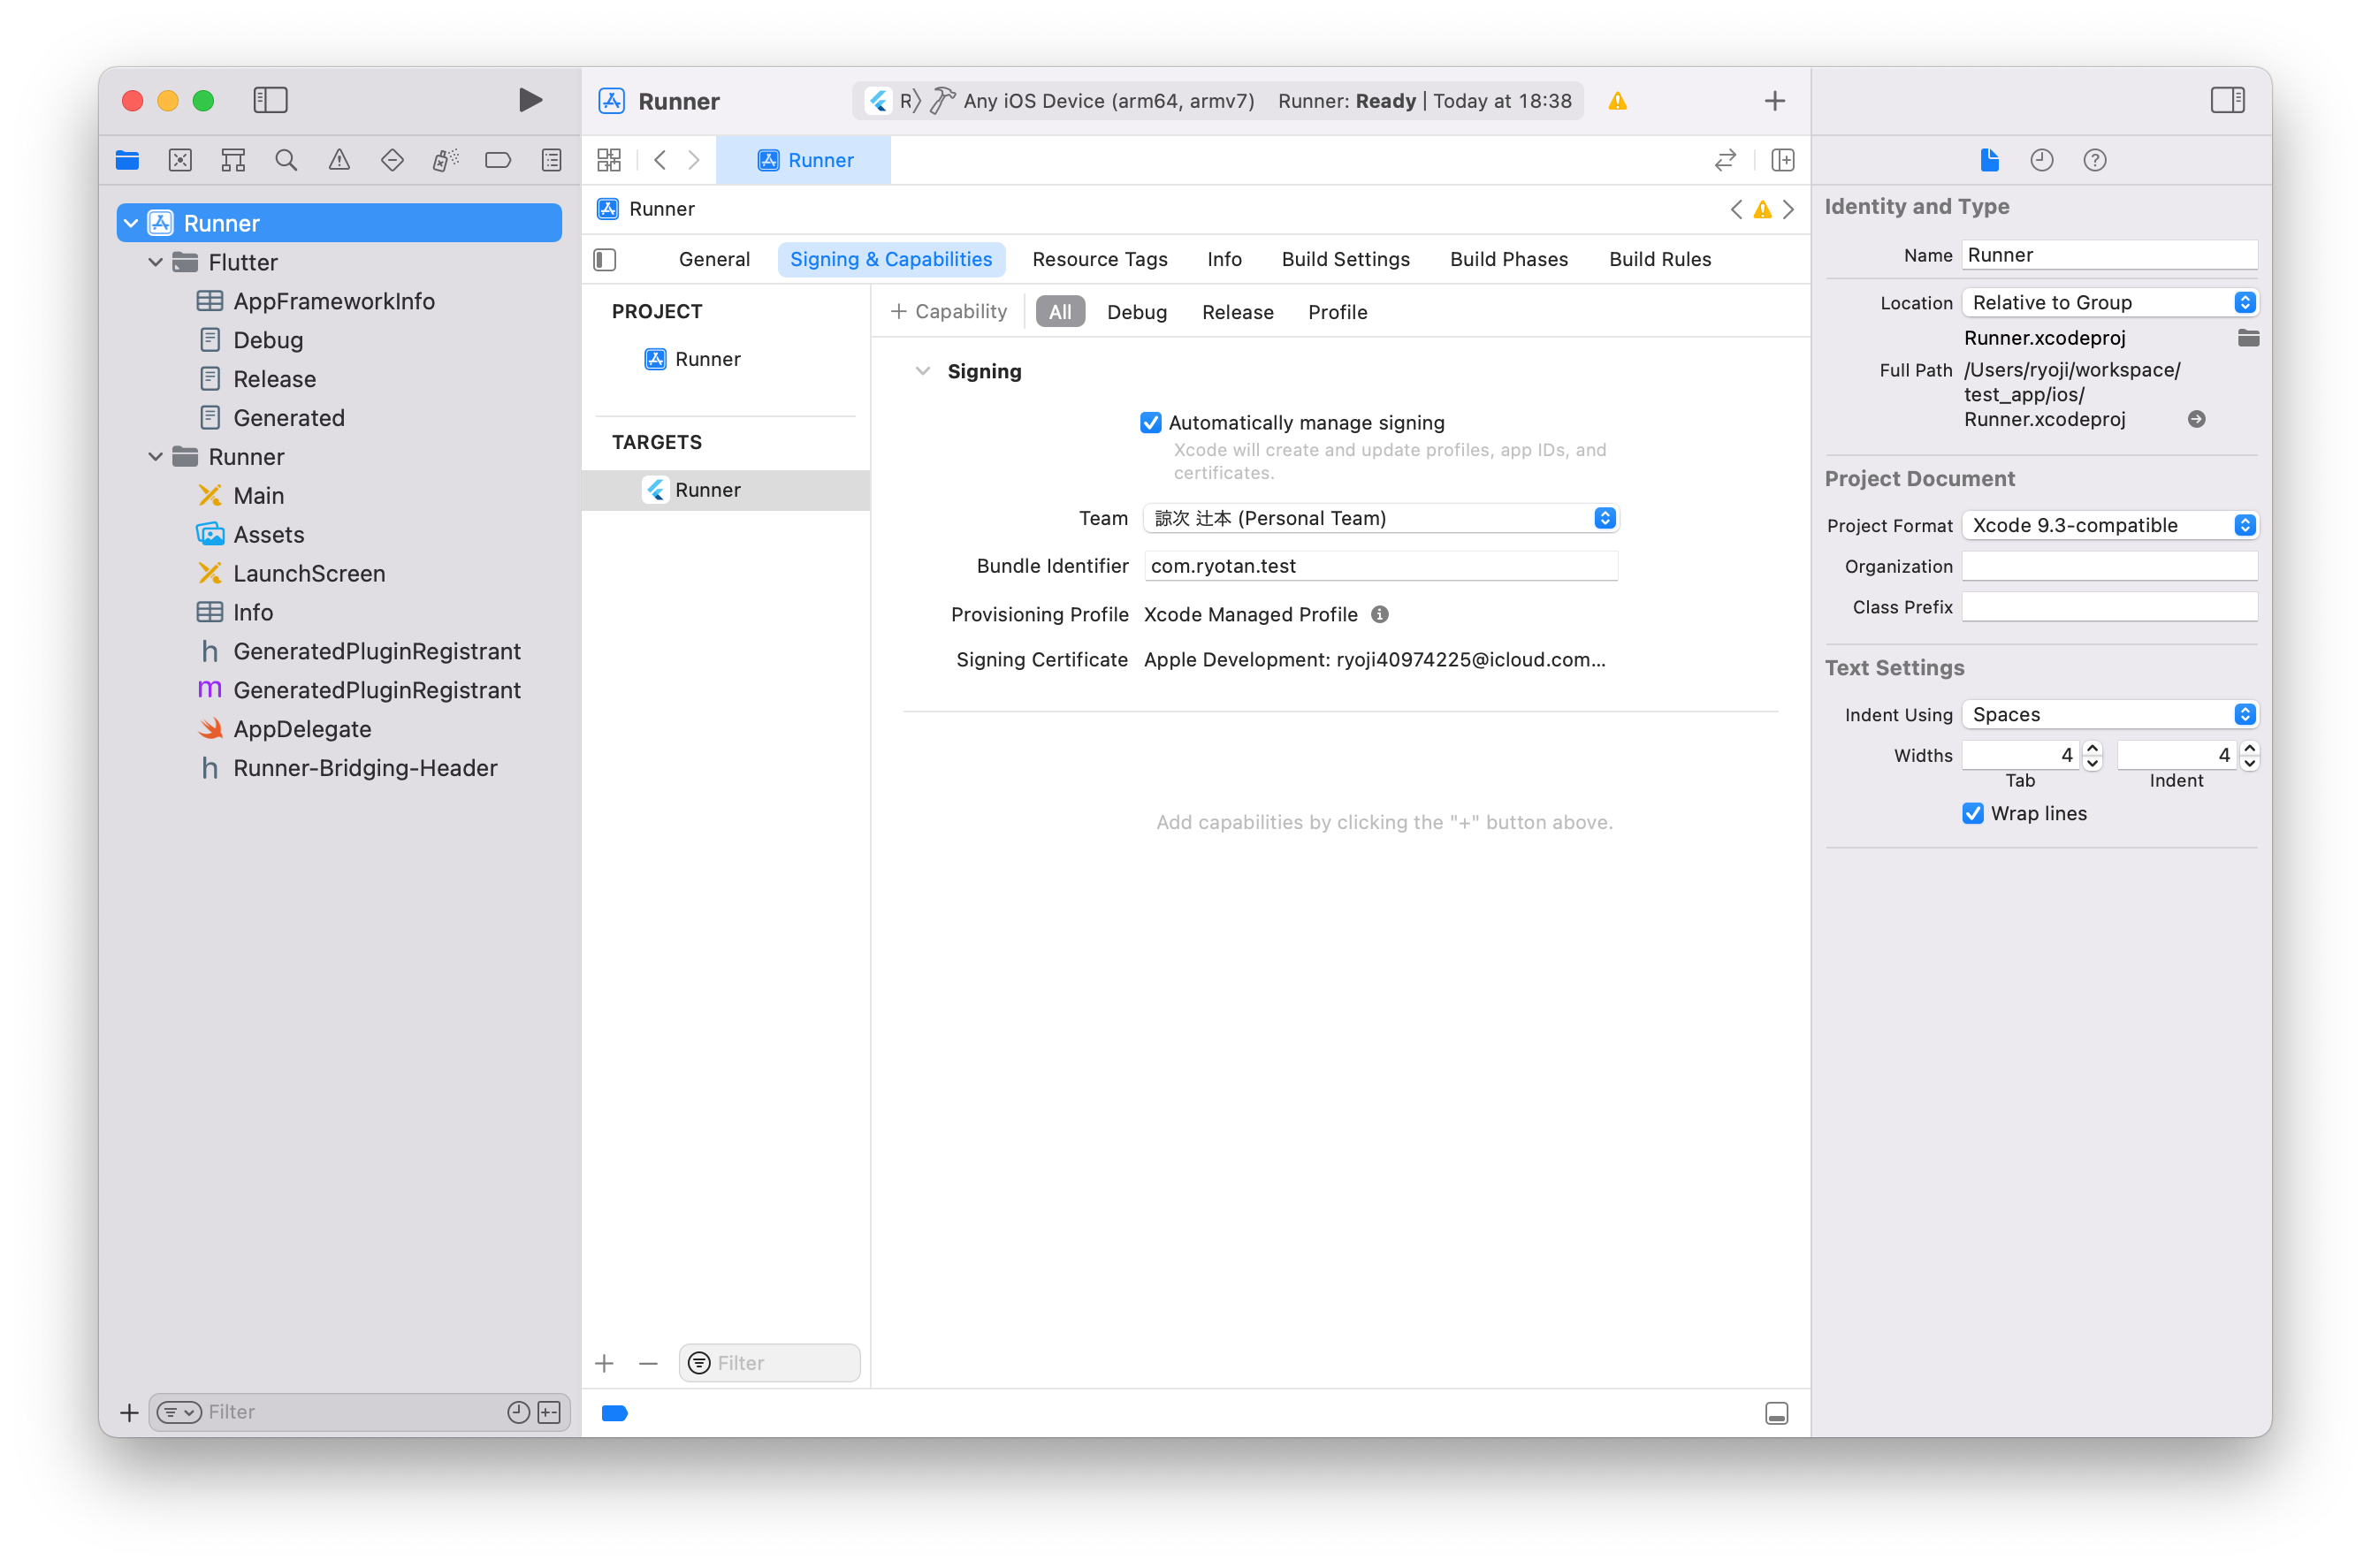 Runner
R
Any iOS Device (arm64, armv7)
Runner: Ready | Today at 18:38
Runner
Runner
Flutter
AppFrameworkInfo
Debug
Release
Generated
Runner
Main
Assets
LaunchScreen
Info
GeneratedPluginRegistrant
GeneratedPluginRegistrant
AppDelegate
Runner-Bridging-Header
Filter
Runner
General
Signing & Capabilities
Resource Tags
Info
Build Settings
Build Phases
Build Rules
PROJECT
Runner
TARGETS
Runner
Filter
+ Capability
All
Debug
Release
Profile
Signing
Automatically manage signing
Xcode will create and update profiles, app IDs, and
certificates.
Team 諒次 辻本 (Personal Team)
Bundle Identifier com.ryotan.test
Provisioning Profile Xcode Managed Profile
Signing Certificate Apple Development: ryoji40974225@icloud.com...
Add capabilities by clicking the "+" button above.
Identity and Type
Name Runner
Location Relative to Group
Runner.xcodeproj
Full Path /Users/ryoji/workspace/
test_app/ios/
Runner.xcodeproj
Project Document
Project Format Xcode 9.3-compatible
Organization
Class Prefix
Text Settings
Indent Using Spaces
Widths 4 4
Tab Indent
Wrap lines